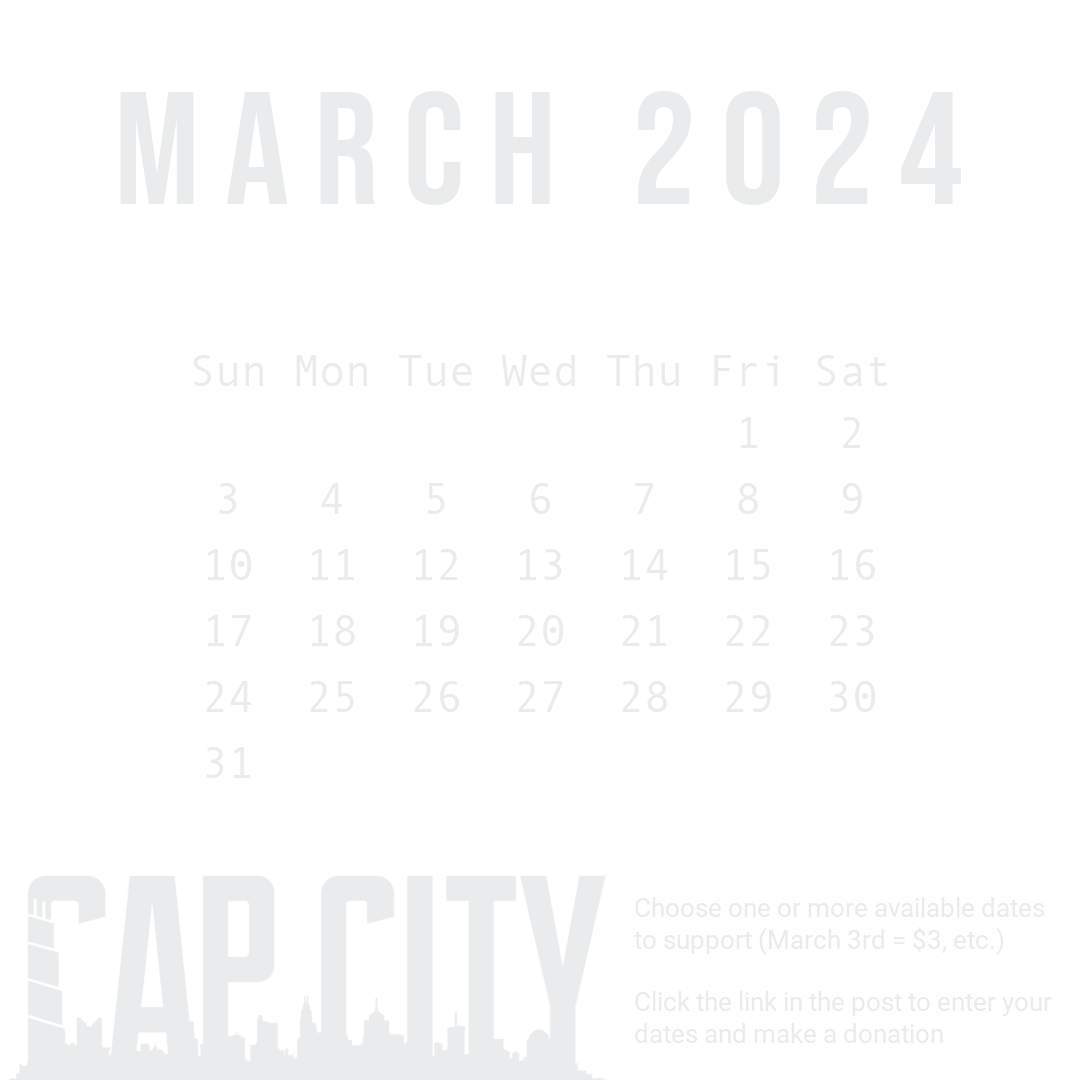 MARCH 2024
Sun Mon Tue Wed Thu Fri Sat
1 2
3 4 5 6 7 8 9
10 11 12 13 14 15 16
17 18 19 20 21 22 23
24 25 26 27 28 29 30
31
CAP CITY
Choose one or more available dates
to support (March 3rd = $3, etc.)
Click the link in the post to enter your
dates and make a donation